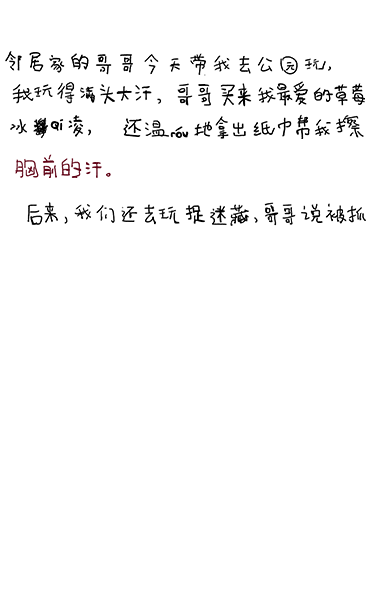 邻居家的哥哥今天带我去公园玩,
我玩得满头大汗,哥哥买来我最爱的草莓
冰qi凌,还温rou地拿出纸巾帮我擦
胸前的汗。
后来,我们还去玩捉迷藏,哥哥说被抓